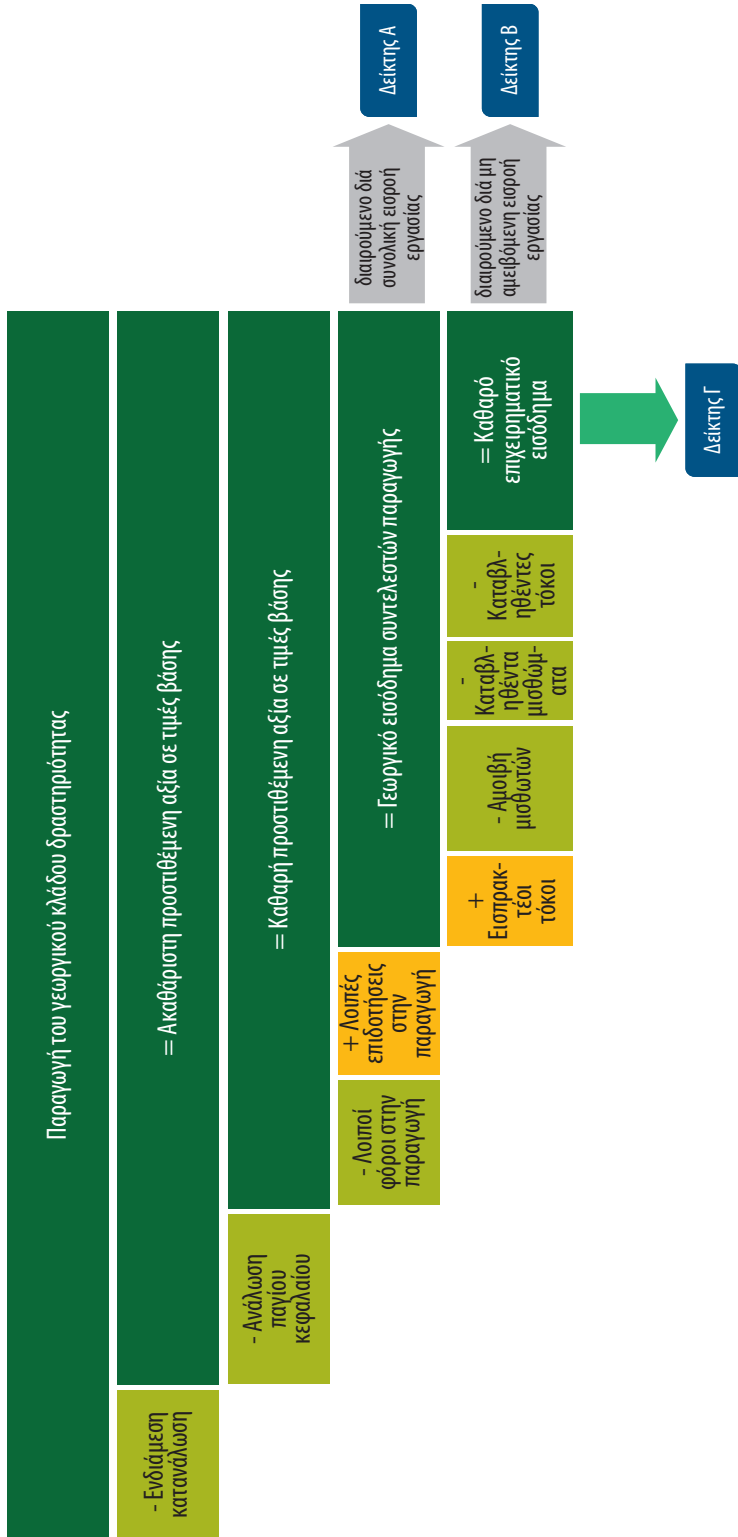 Παραγωγή του γεωργικού κλάδου δραστηριότητας
- Ενδιάμεση
κατανάλωση
= Ακαθάριστη προστιθέμενη αξία σε τιμές βάσης
- Ανάλωση
παγίου
κεφαλαίου
= Καθαρή προστιθέμενη αξία σε τιμές βάσης
- Λοιποί
φόροι στην
παραγωγή
+ Λοιπές
επιδοτήσεις
στην
παραγωγή
= Γεωργικό εισόδημα συντελεστών παραγωγής
διαιρούμενο διά
συνολική εισροή
εργασίας
Δείκτης Α
+
Εισπρακ-
τέοι
τόκοι
- Αμοιβή
μισθωτών
-
Καταβλ-
ηθέντα
μισθώμ-
ατα
-
Καταβλ-
ηθέντες
τόκοι
= Καθαρό
επιχειρηματικό
εισόδημα
διαιρούμενο διά μη
αμειβόμενη εισροή
εργασίας
Δείκτης Β
Δείκτης Γ